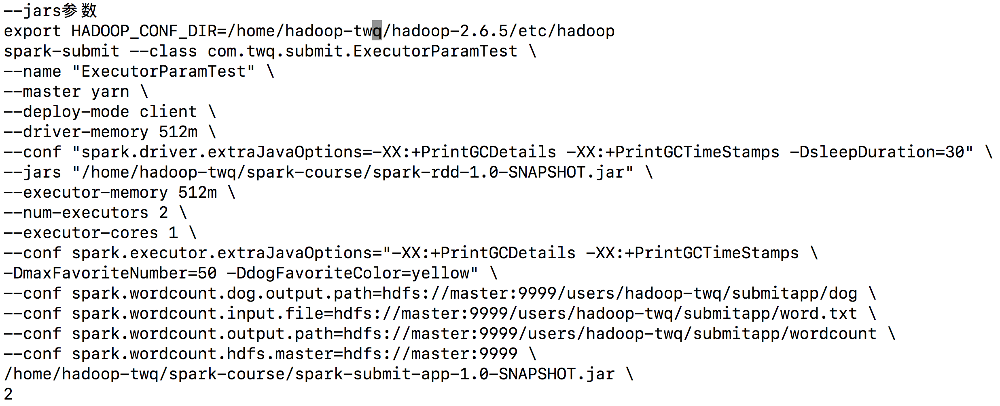 --jars参数
export HADOOP_CONF_DIR=/home/hadoop-twq/hadoop-2.6.5/etc/hadoop
spark-submit --class com.twq.submit.ExecutorParamTest \
--name "ExecutorParamTest" \
--master yarn \
--deploy-mode client \
--driver-memory 512m \
--conf "spark.driver.extraJavaOptions=-XX:+PrintGCDetails -XX:+PrintGCTimeStamps -DsleepDuration=30" \
--jars "/home/hadoop-twq/spark-course/spark-rdd-1.0-SNAPSHOT.jar" \
--executor-memory 512m \
--num-executors 2 \
--executor-cores 1 \
--conf spark.executor.extraJavaOptions="-XX:+PrintGCDetails -XX:+PrintGCTimeStamps \
-DmaxFavoriteNumber=50 -DdogFavoriteColor=yellow" \
--conf spark.wordcount.dog.output.path=hdfs://master:9999/users/hadoop-twq/submitapp/dog \
--conf spark.wordcount.input.file=hdfs://master:9999/users/hadoop-twq/submitapp/word.txt \
--conf spark.wordcount.output.path=hdfs://master:9999/users/hadoop-twq/submitapp/wordcount \
--conf spark.wordcount.hdfs.master=hdfs://master:9999 \
/home/hadoop-twq/spark-course/spark-submit-app-1.0-SNAPSHOT.jar \
2